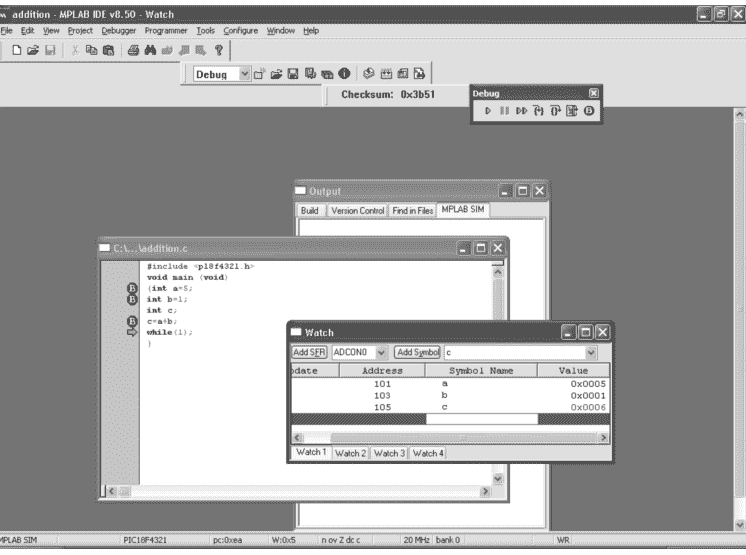 addition - MPLAB IDE v8.50 - Watch
File Edit View Project Debugger Programmer Tools Configure Window Help
Debug
Checksum: 0x3b51
Debug
Output
Build Version Control Find in Files MPLAB SIM
C:\...\addition.c
#include <p18f4321.h>
void main (void)
{int a=5;
int b=1;
int c;
c=a+b;
while(1);
}
Watch
Add SFR ADCON0 Add Symbol c
pdate Address Symbol Name Value
101 a 0x0005
103 b 0x0001
105 c 0x0006
Watch 1 Watch 2 Watch 3 Watch 4
MPLAB SIM PIC18F4321 pc:0xea W:0x5 n ov Z dc c 20 MHz bank 0 WR